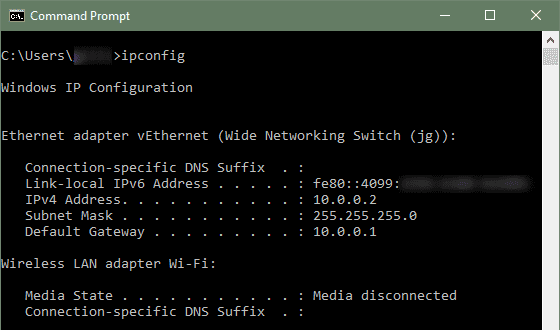 Command Prompt
C:\Users\ >ipconfig
Windows IP Configuration
Ethernet adapter vEthernet (Wide Networking Switch (jg)):
Connection-specific DNS Suffix . :
Link-local IPv6 Address . . . . . : fe80::4099:
IPv4 Address. . . . . . . . . . . : 10.0.0.2
Subnet Mask . . . . . . . . . . . : 255.255.255.0
Default Gateway . . . . . . . . . : 10.0.0.1
Wireless LAN adapter Wi-Fi:
Media State . . . . . . . . . . . : Media disconnected
Connection-specific DNS Suffix . :